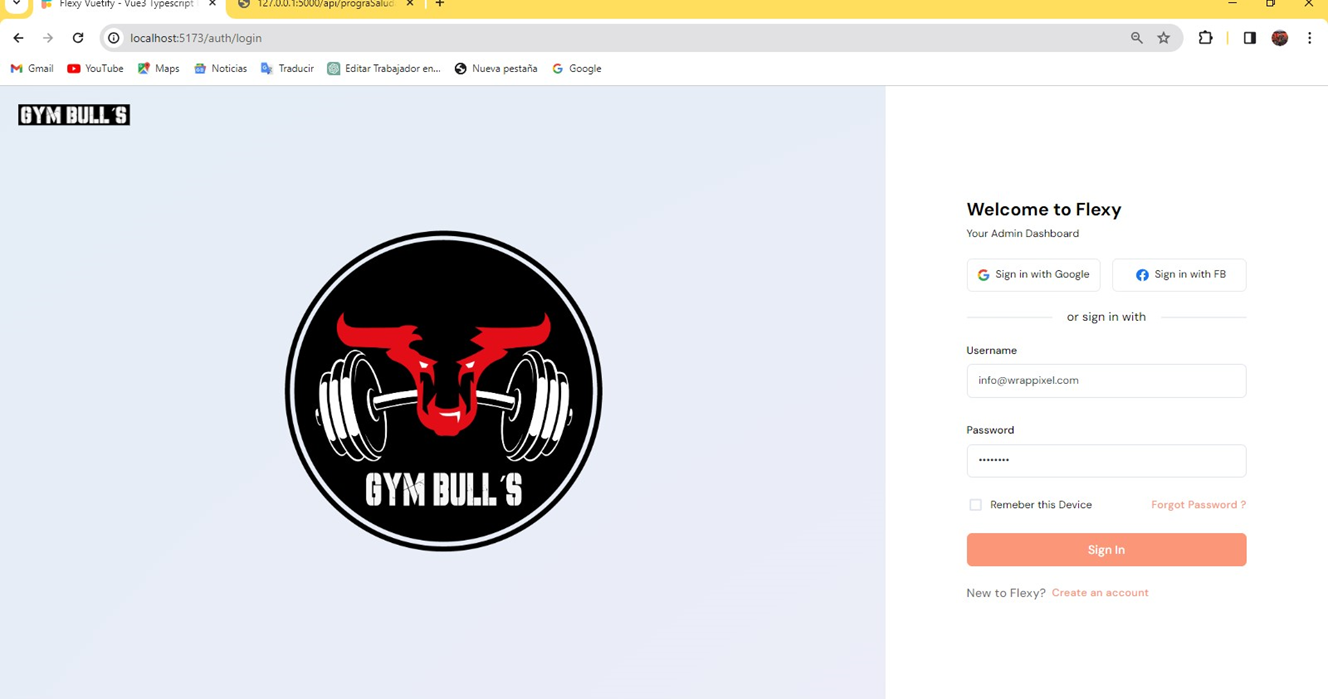 Flexy Vuetify - Vue3 Typescript
127.0.0.1:5000/api/prograSalud
localhost:5173/auth/login
Gmail YouTube Maps Noticias Traducir Editar Trabajador en... Nueva pestaña Google
GYM BULL´S
GYM BULL´S
Welcome to Flexy
Your Admin Dashboard
Sign in with Google Sign in with FB
or sign in with
Username
info@wrappixel.com
Password
••••••••
Remeber this Device Forgot Password ?
Sign In
New to Flexy? Create an account